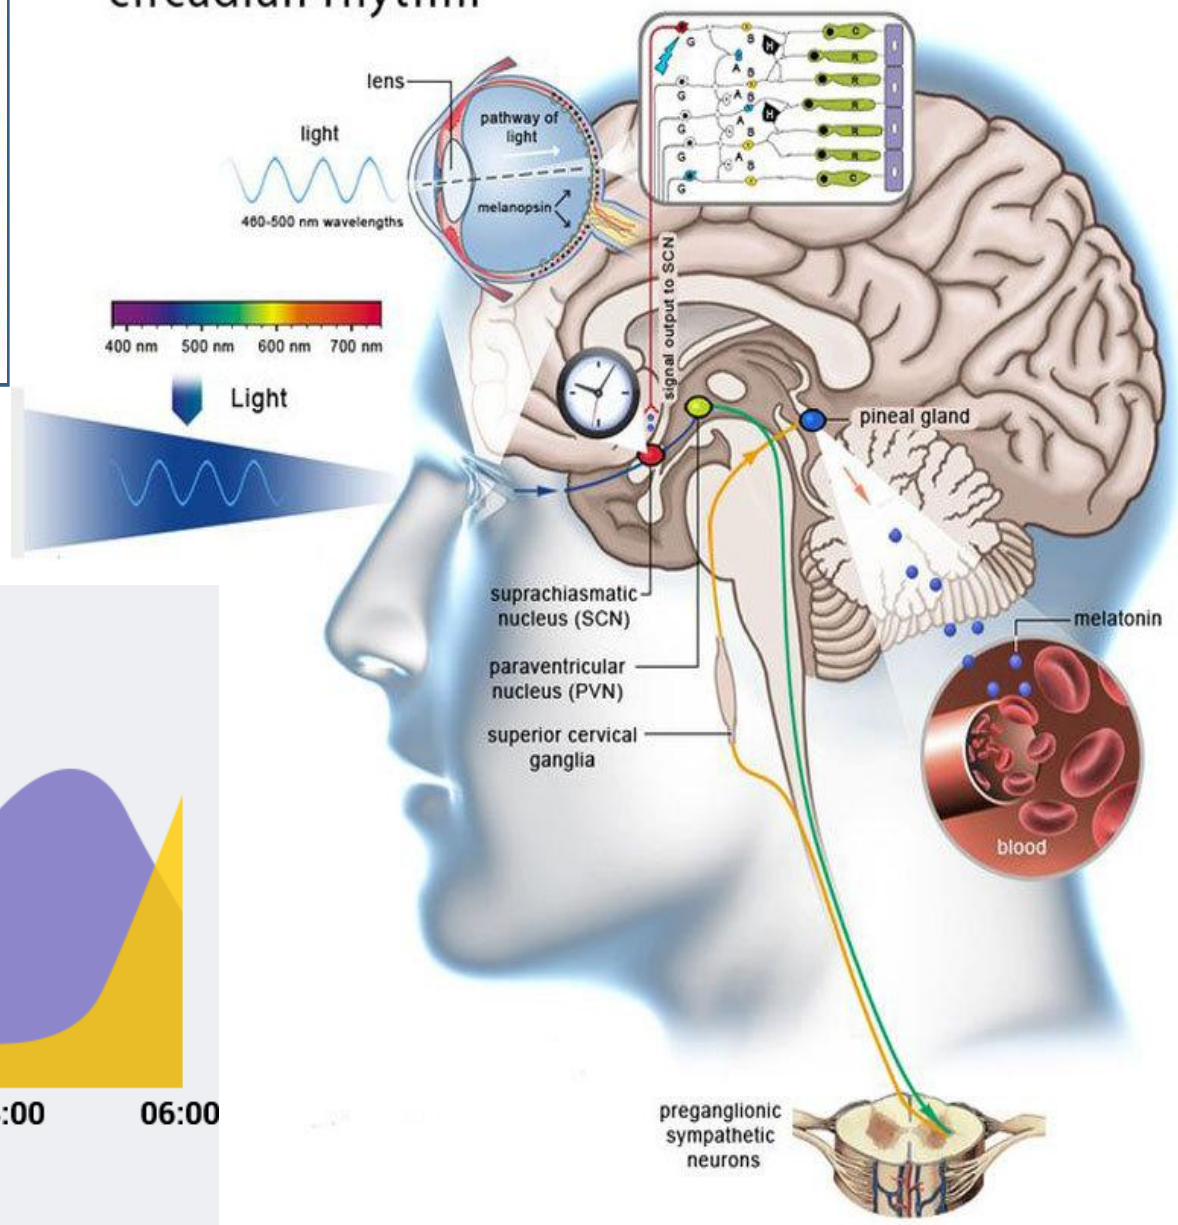 circadian rhythm
lens
light
460-500 nm wavelengths
pathway of
light
melanopsin
G
B
H
C
A
B
R
G
A
B
R
G
A
H
R
B
R
G
A
B
R
G
B
C
signal output to SCN
400 nm
500 nm
600 nm
700 nm
Light
pineal gland
suprachiasmatic
nucleus (SCN)
paraventricular
nucleus (PVN)
superior cervical
ganglia
melatonin
blood
:00
06:00
preganglionic
sympathetic
neurons